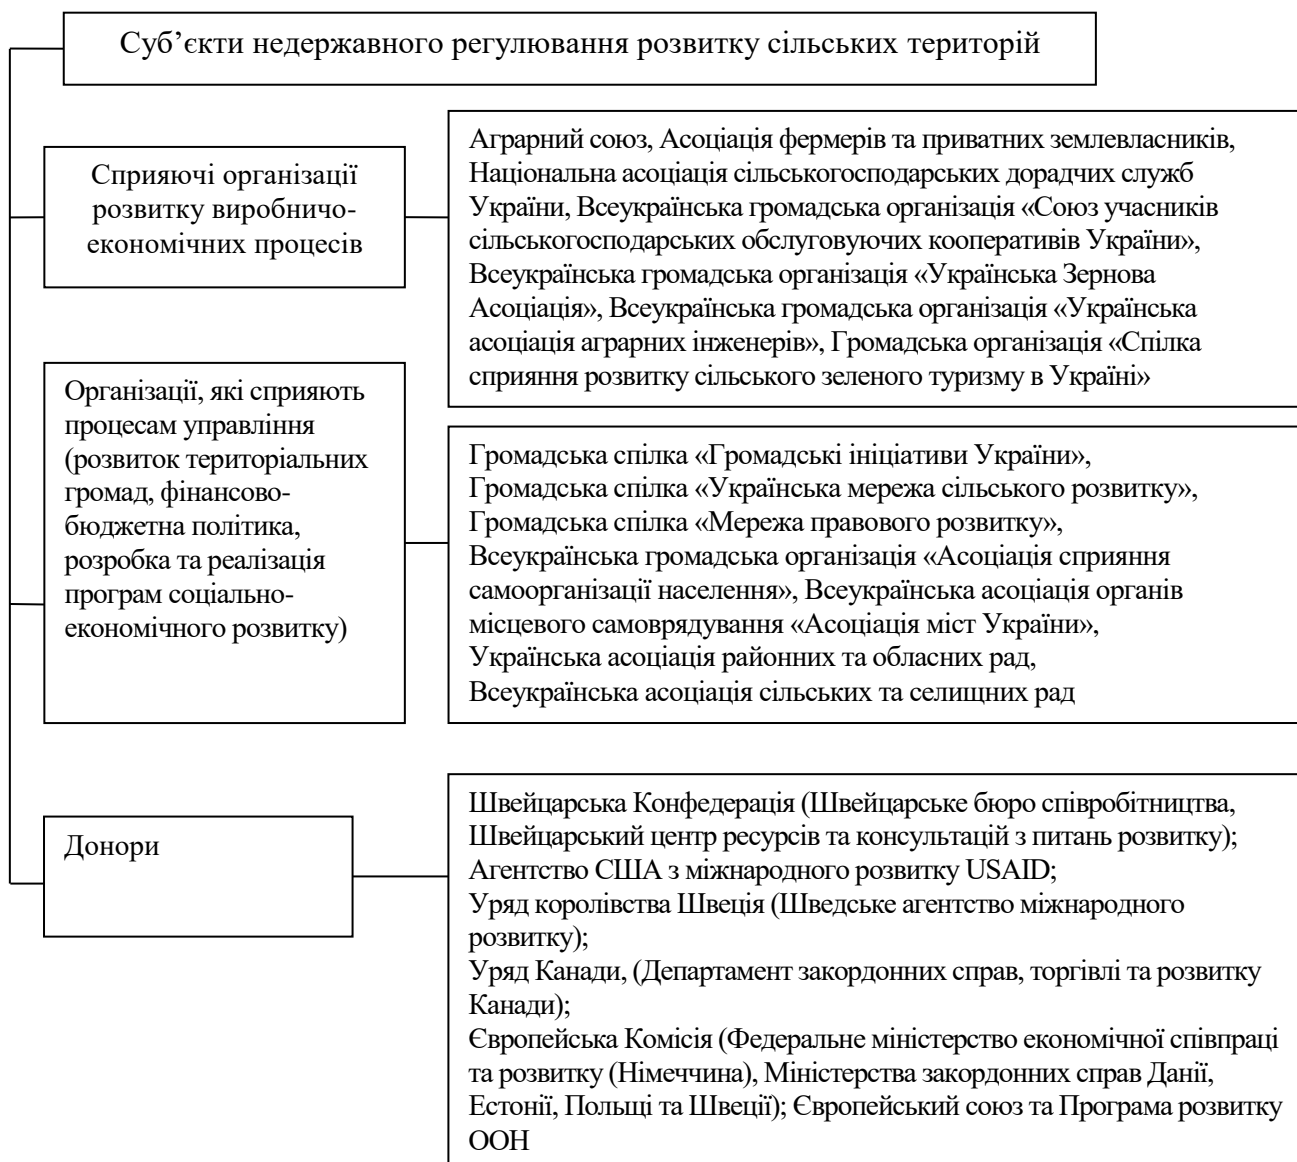 Суб’єкти недержавного регулювання розвитку сільських територій
Сприяючі організації
розвитку виробничо-
економічних процесів
Аграрний союз, Асоціація фермерів та приватних землевласників,
Національна асоціація сільськогосподарських дорадчих служб
України, Всеукраїнська громадська організація «Союз учасників
сільськогосподарських обслуговуючих кооперативів України»,
Всеукраїнська громадська організація «Українська Зернова
Асоціація», Всеукраїнська громадська організація «Українська
асоціація аграрних інженерів», Громадська організація «Спілка
сприяння розвитку сільського зеленого туризму в Україні»
Організації, які сприяють
процесам управління
(розвиток територіальних
громад, фінансово-
бюджетна політика,
розробка та реалізація
програм соціально-
економічного розвитку)
Громадська спілка «Громадські ініціативи України»,
Громадська спілка «Українська мережа сільського розвитку»,
Громадська спілка «Мережа правового розвитку»,
Всеукраїнська громадська організація «Асоціація сприяння
самоорганізації населення», Всеукраїнська асоціація органів
місцевого самоврядування «Асоціація міст України»,
Українська асоціація районних та обласних рад,
Всеукраїнська асоціація сільських та селищних рад
Донори
Швейцарська Конфедерація (Швейцарське бюро співробітництва,
Швейцарський центр ресурсів та консультацій з питань розвитку);
Агентство США з міжнародного розвитку USAID;
Уряд королівства Швеція (Шведське агентство міжнародного
розвитку);
Уряд Канади, (Департамент закордонних справ, торгівлі та розвитку
Канади);
Європейська Комісія (Федеральне міністерство економічної співпраці
та розвитку (Німеччина), Міністерства закордонних справ Данії,
Естонії, Польщі та Швеції); Європейський союз та Програма розвитку
ООН